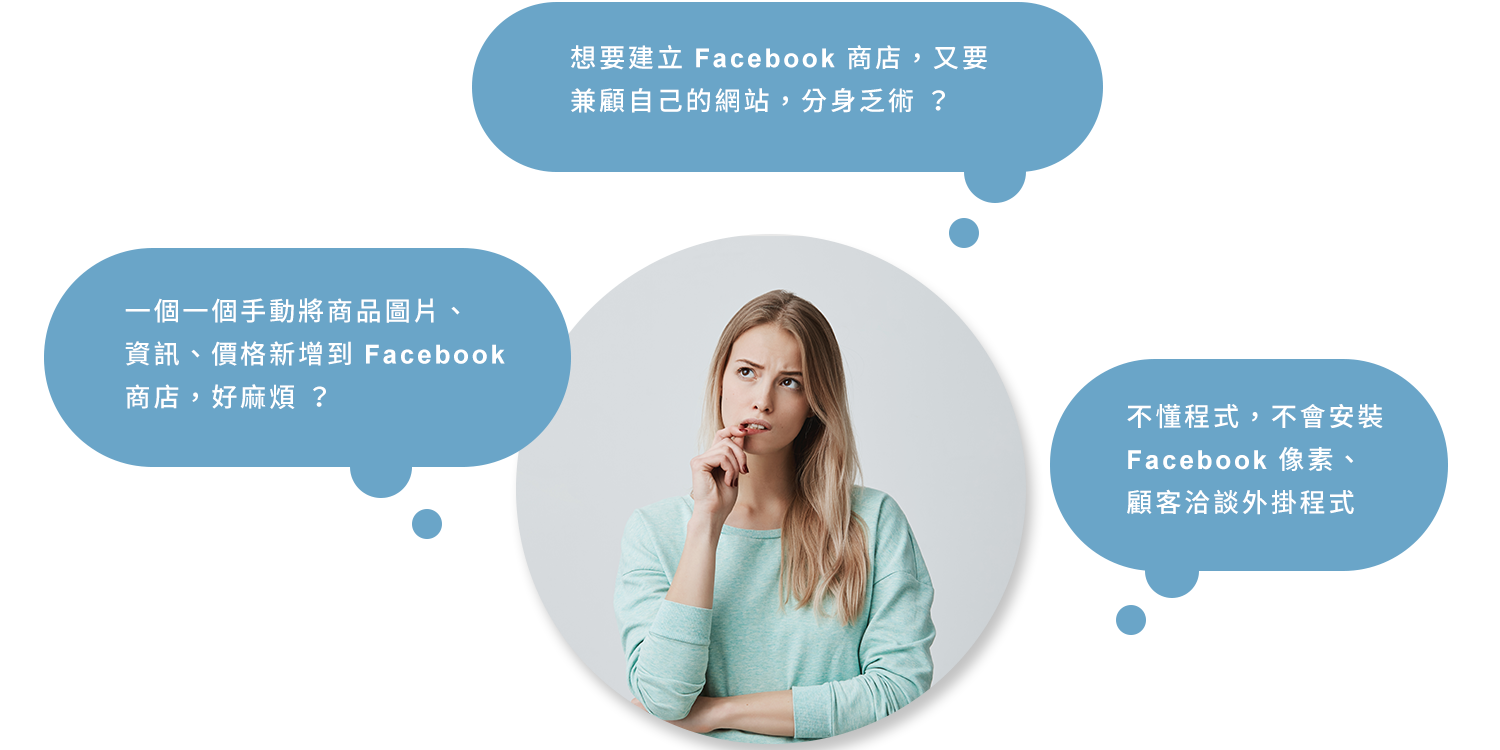 想要建立 Facebook 商店，又要
兼顧自己的網站，分身乏術 ？
一個一個手動將商品圖片、
資訊、價格新增到 Facebook
商店，好麻煩 ？
不懂程式，不會安裝
Facebook 像素、
顧客洽談外掛程式